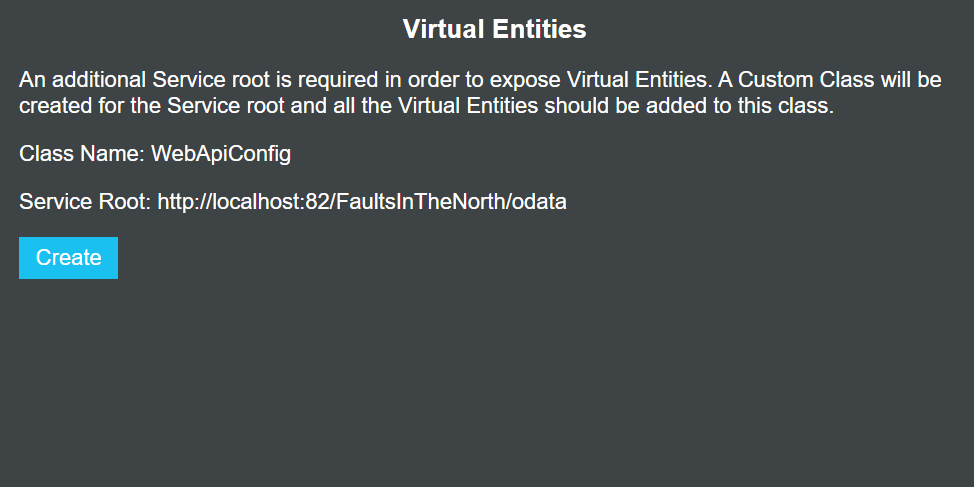 Virtual Entities
An additional Service root is required in order to expose Virtual Entities. A Custom Class will be
created for the Service root and all the Virtual Entities should be added to this class.
Class Name: WebApiConfig
Service Root: http://localhost:82/FaultsInTheNorth/odata
Create